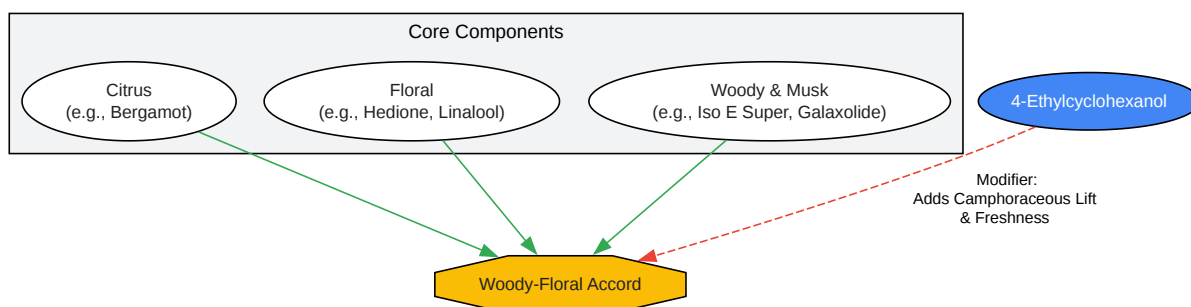 Core Components
Citrus
(e.g., Bergamot)
Floral
(e.g., Hedione, Linalool)
Woody & Musk
(e.g., Iso E Super, Galaxolide)
4-Ethylcyclohexanol
Modifier:
Adds Camphoraceous Lift
& Freshness
Woody-Floral Accord